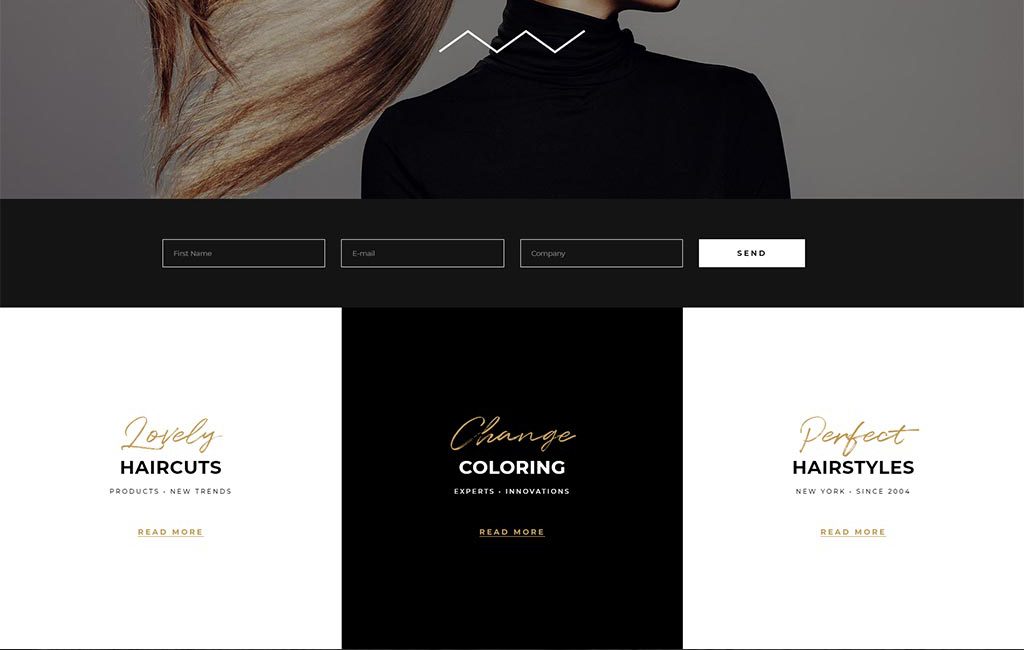 First Name
E-mail
Company
SEND
Lovely
HAIRCUTS
PRODUCTS • NEW TRENDS
READ MORE
Change
COLORING
EXPERTS • INNOVATIONS
READ MORE
Perfect
HAIRSTYLES
NEW YORK • SINCE 2004
READ MORE